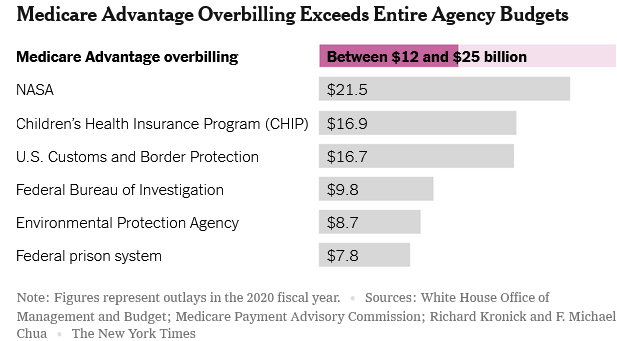 Medicare Advantage Overbilling Exceeds Entire Agency Budgets
Medicare Advantage overbilling Between $12 and $25 billion
NASA $21.5
Children’s Health Insurance Program (CHIP) $16.9
U.S. Customs and Border Protection $16.7
Federal Bureau of Investigation $9.8
Environmental Protection Agency $8.7
Federal prison system $7.8
Note: Figures represent outlays in the 2020 fiscal year. • Sources: White House Office of
Management and Budget; Medicare Payment Advisory Commission; Richard Kronick and F. Michael
Chua • The New York Times